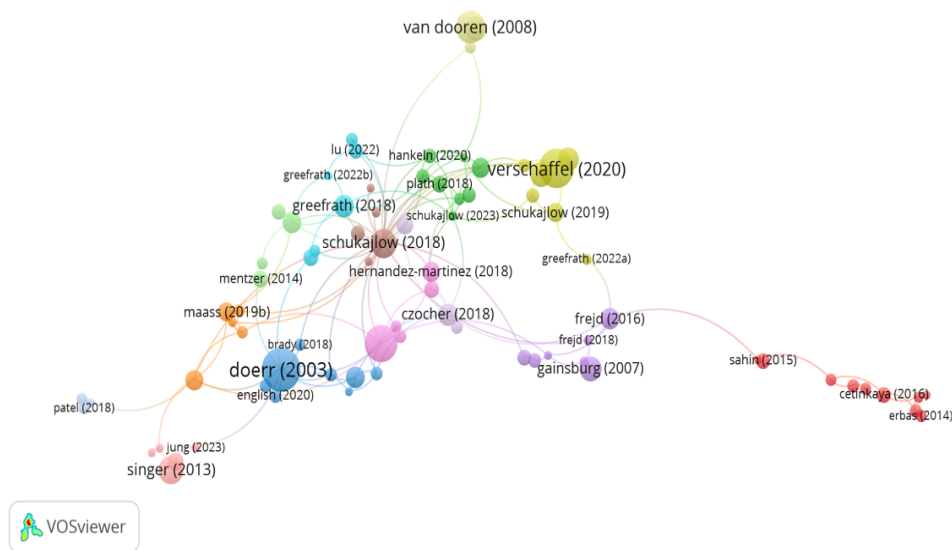 van dooren (2008)
lu (2022)
hankeln (2020)
verschaffel (2020)
greefrath (2022b)
plath (2018)
greefrath (2018)
schukajlow (2023)
schukajlow (2019)
schukajlow (2018)
greefrath (2022a)
mentzer (2014)
hernandez-martinez (2018)
maass (2019b)
czocher (2018)
frejd (2016)
brady (2018)
frejd (2018)
sahin (2015)
doerr (2003)
gainsburg (2007)
english (2020)
cetinkaya (2016)
patel (2018)
erbas (2014)
jung (2023)
singer (2013)
VOSviewer